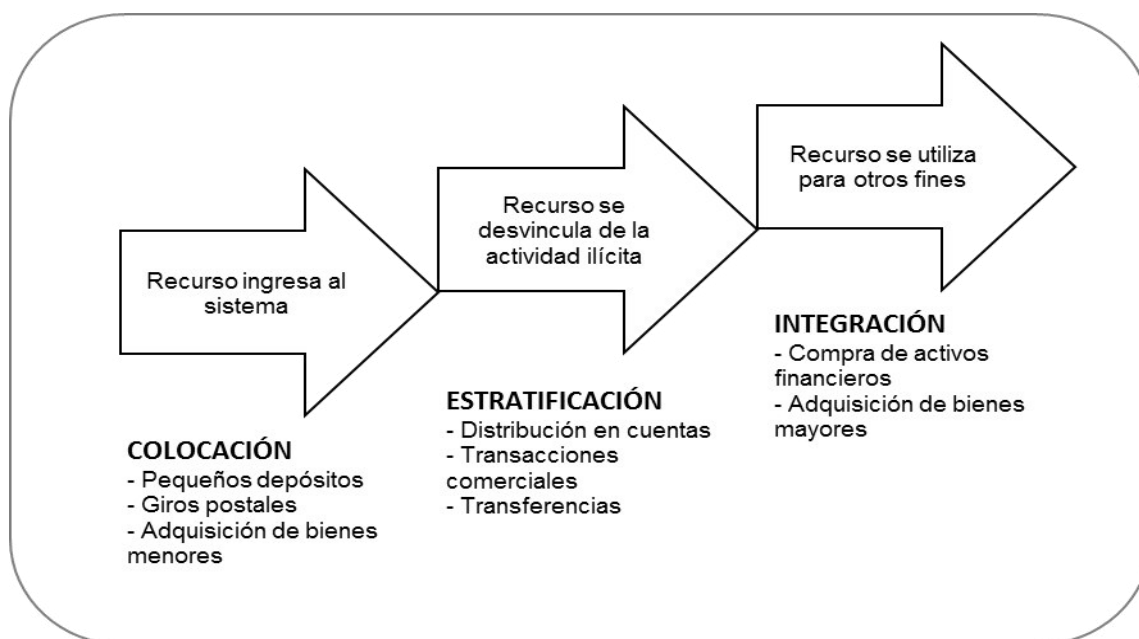 Recurso ingresa al
sistema
COLOCACIÓN
- Pequeños depósitos
- Giros postales
- Adquisición de bienes
menores
Recurso se
desvincula de la
actividad ilícita
ESTRATIFICACIÓN
- Distribución en cuentas
- Transacciones
comerciales
- Transferencias
Recurso se utiliza
para otros fines
INTEGRACIÓN
- Compra de activos
financieros
- Adquisición de bienes
mayores